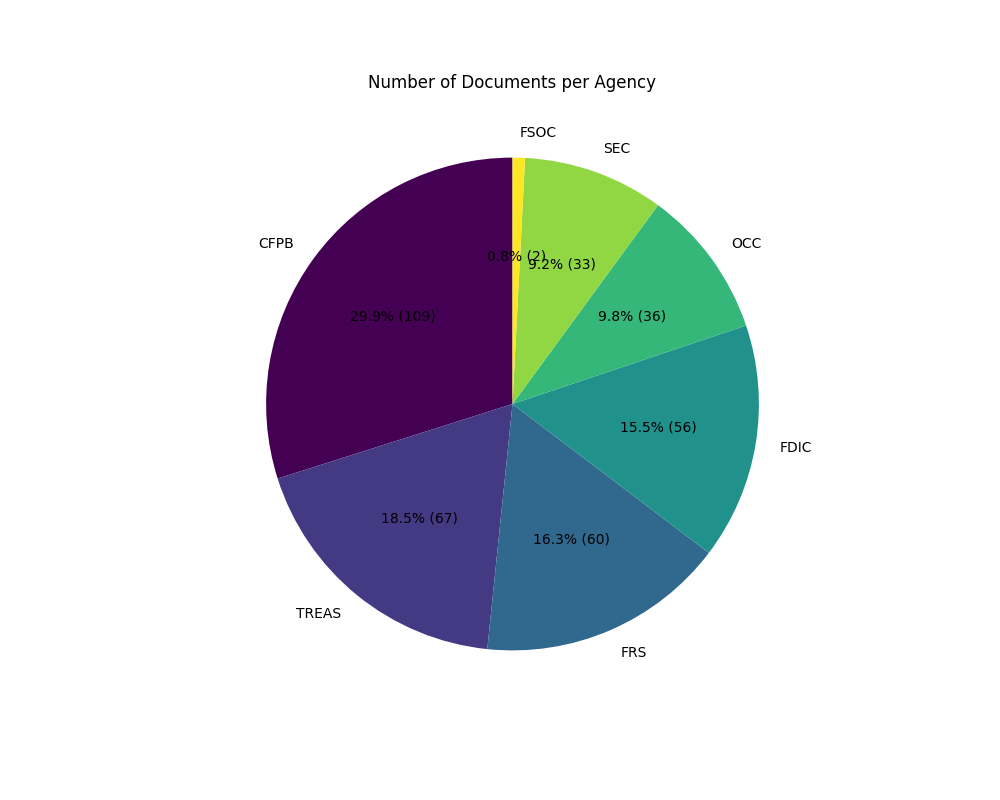 Number of Documents per Agency
FSOC
SEC
OCC
CFPB
0.8% (2)
9.2% (33)
29.9% (109)
9.8% (36)
15.5% (56)
FDIC
18.5% (67)
16.3% (60)
TREAS
FRS